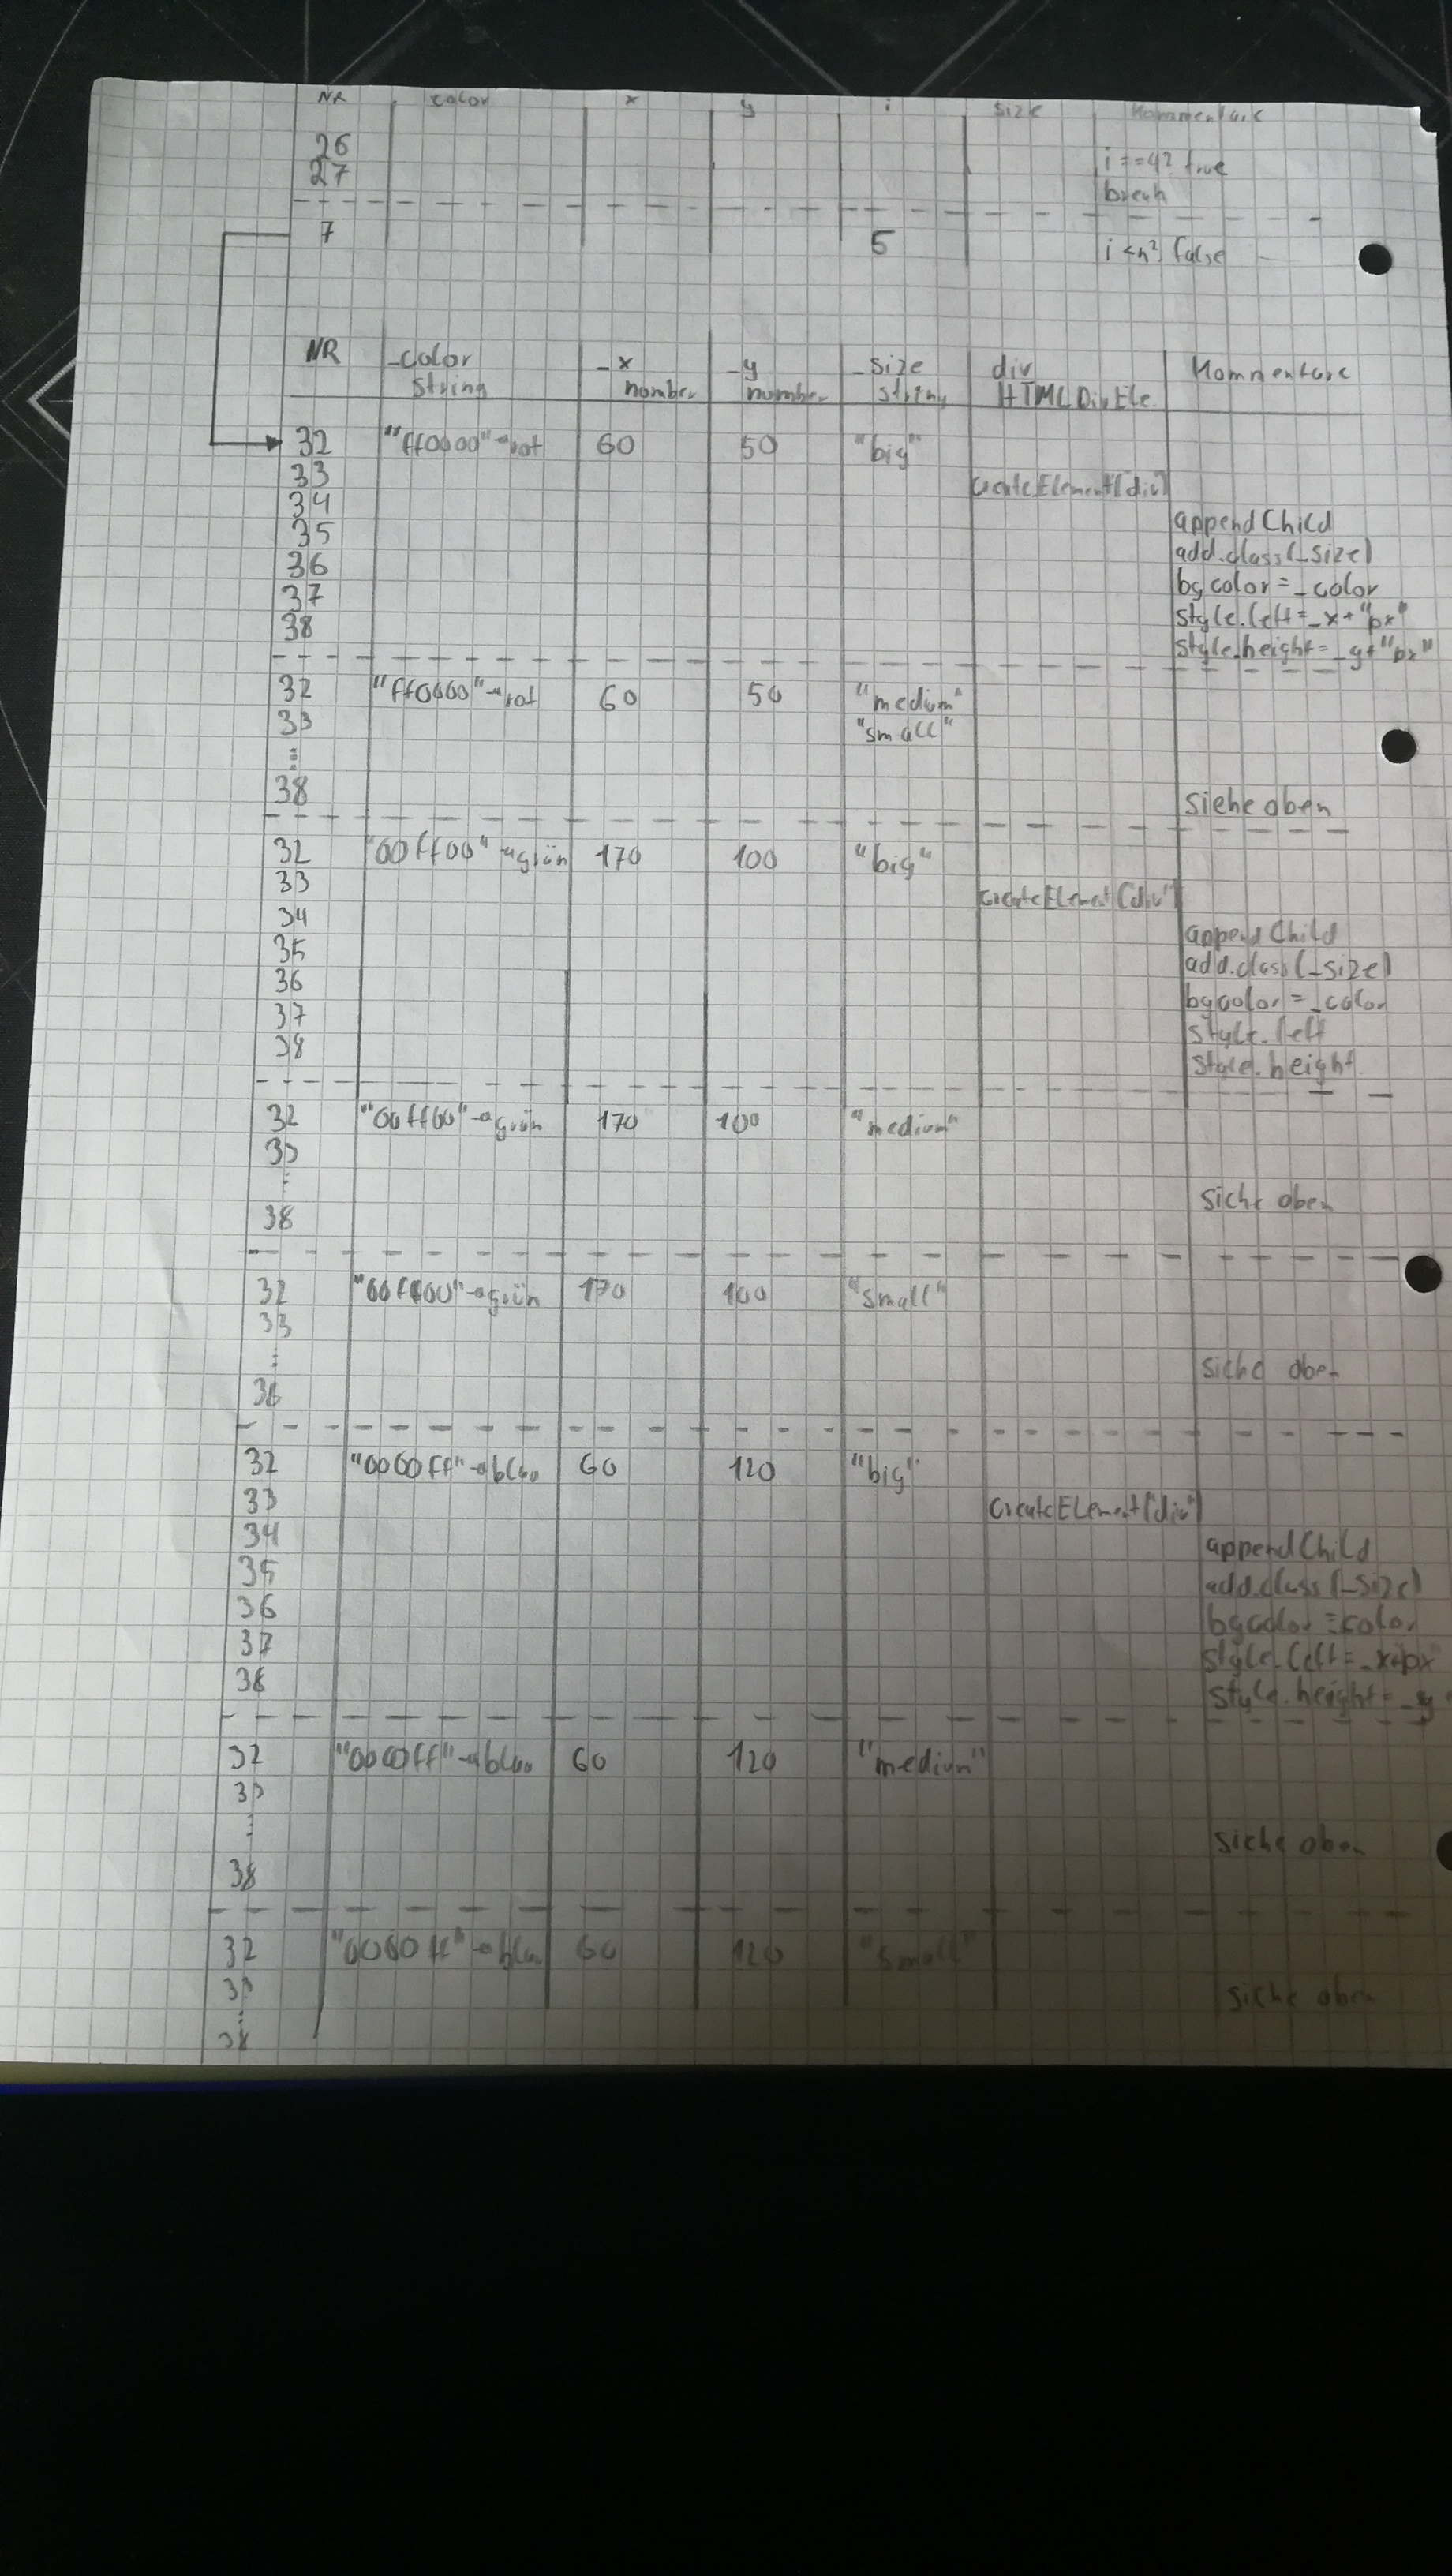 NR color x y i size Kommentare
26 i==4? true
27 break
7 5 i<n? false
NR _color _x _y _size div Kommentare
String number number string HTMLDivEle.
32 "ff0000"→rot 60 50 "big"
33 createElement("div")
34 appendChild
35 add.class(_size)
36 bgcolor=_color
37 style.left=_x+"px"
38 style.height=_y+"px"
32 "ff0000"→rot 60 50 "medium"
33 "small"
⋮
38 siehe oben
32 "00ff00"→grün 170 100 "big"
33 createElement("div")
34 appendChild
35 add.class(_size)
36 bgcolor=_color
37 style.left
38 style.height
32 "00ff00"→grün 170 100 "medium"
33
⋮ siehe oben
38
32 "00ff00"→grün 170 100 "small"
33
⋮ siehe oben
38
32 "0000ff"→blau 60 120 "big"
33 createElement("div")
34 appendChild
35 add.class(_size)
36 bgcolor=color
37 style.left=_x+px
38 style.height=_y
32 "0000ff"→blau 60 120 "medium"
33
⋮ siehe oben
38
32 "0000ff"→blau 60 120 "small"
33 siehe oben
⋮
38